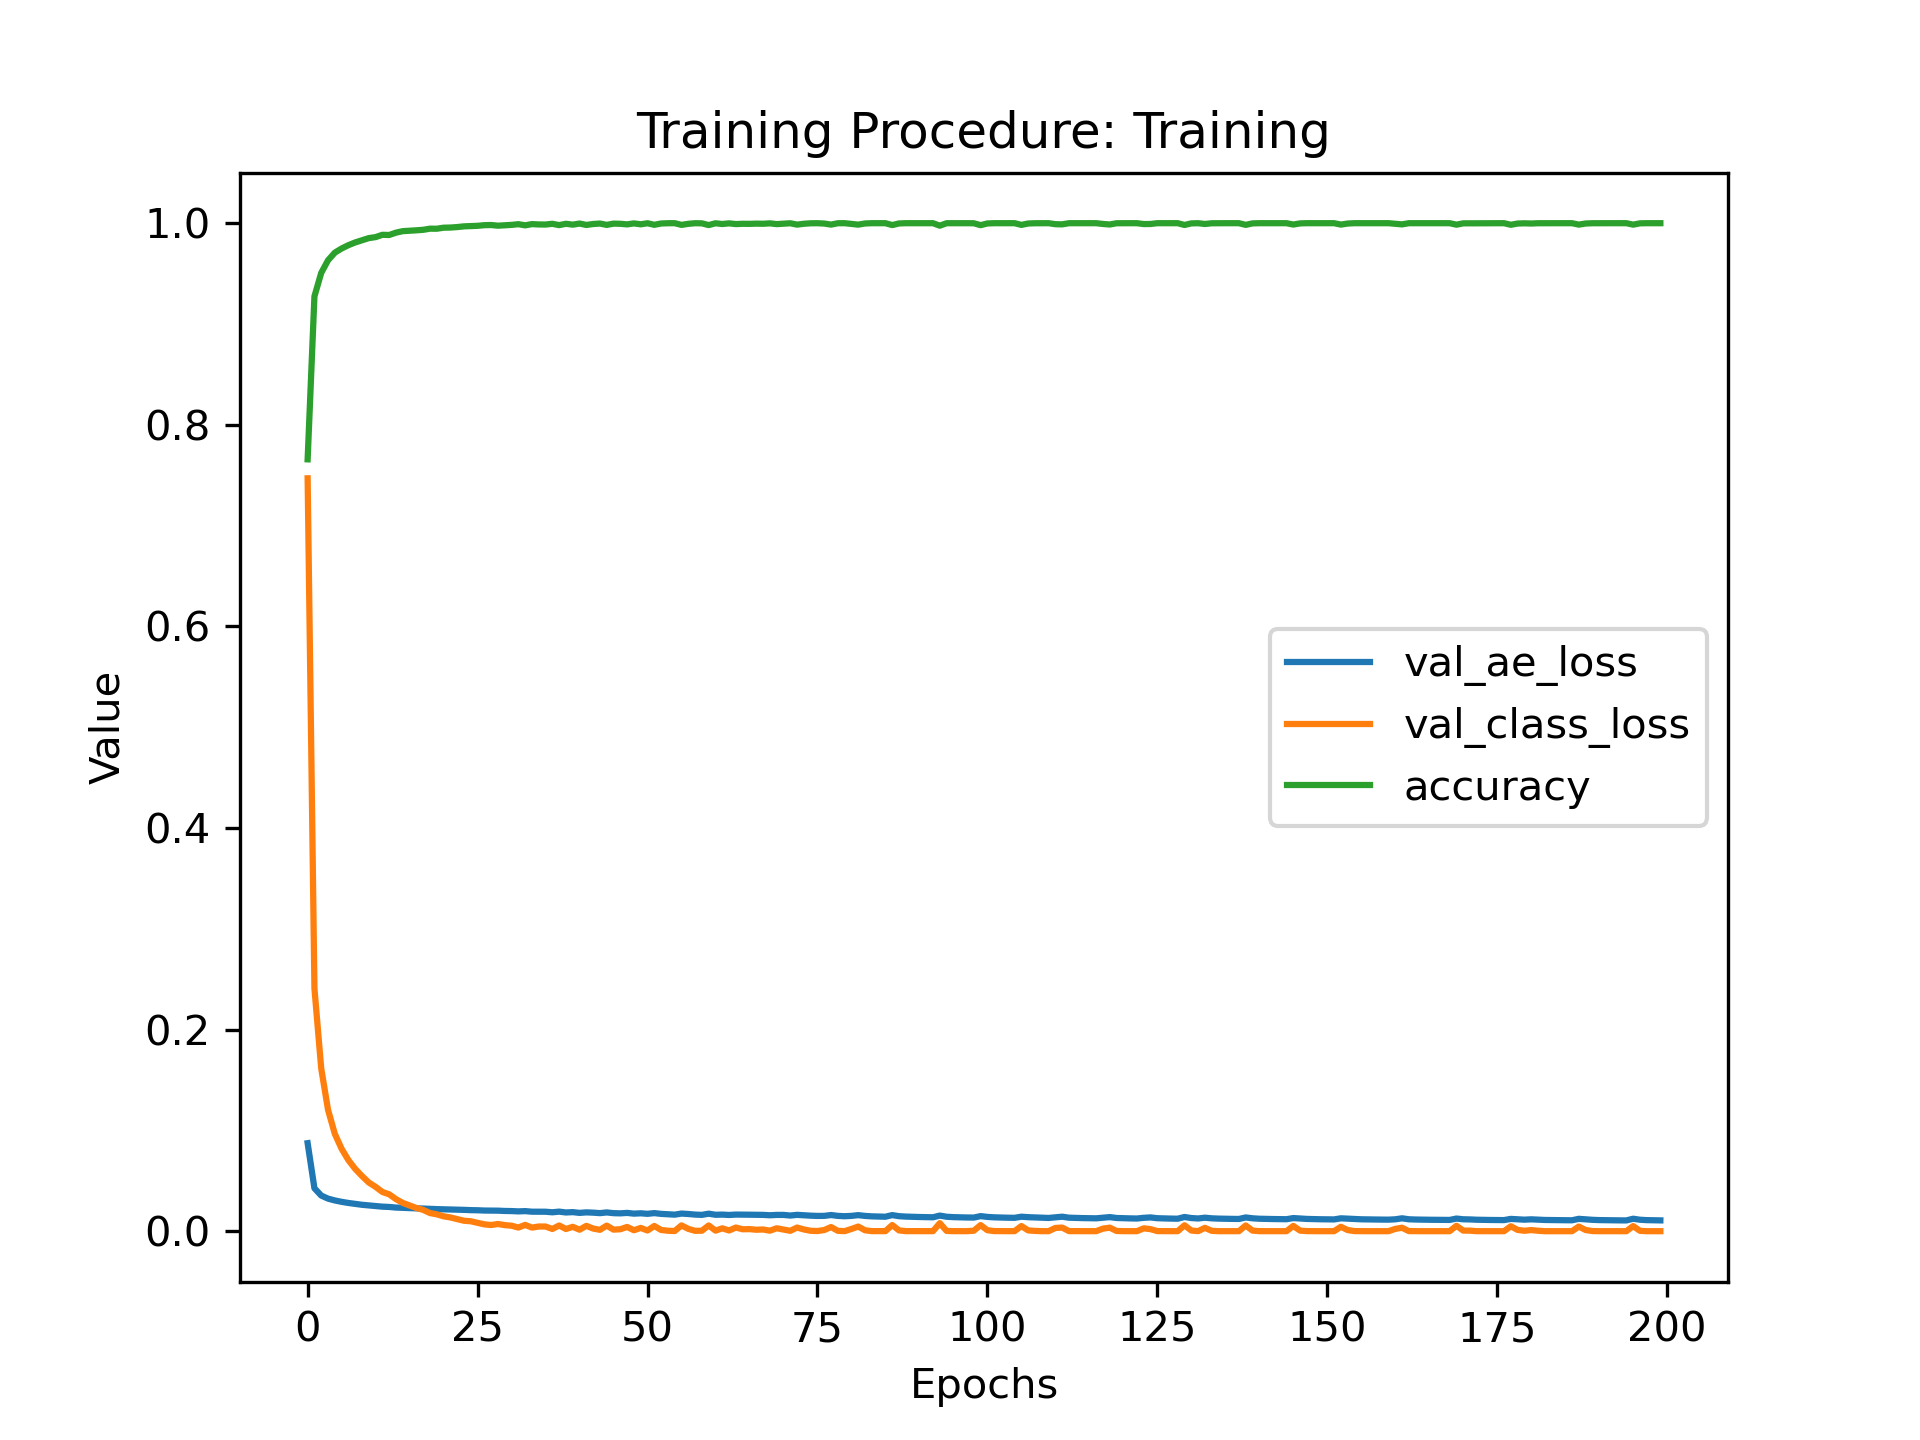 Training Procedure: Training
1.0
0.8
0.6
0.4
0.2
0.0
Value
val_ae_loss
val_class_loss
accuracy
0 25 50 75 100 125 150 175 200
Epochs